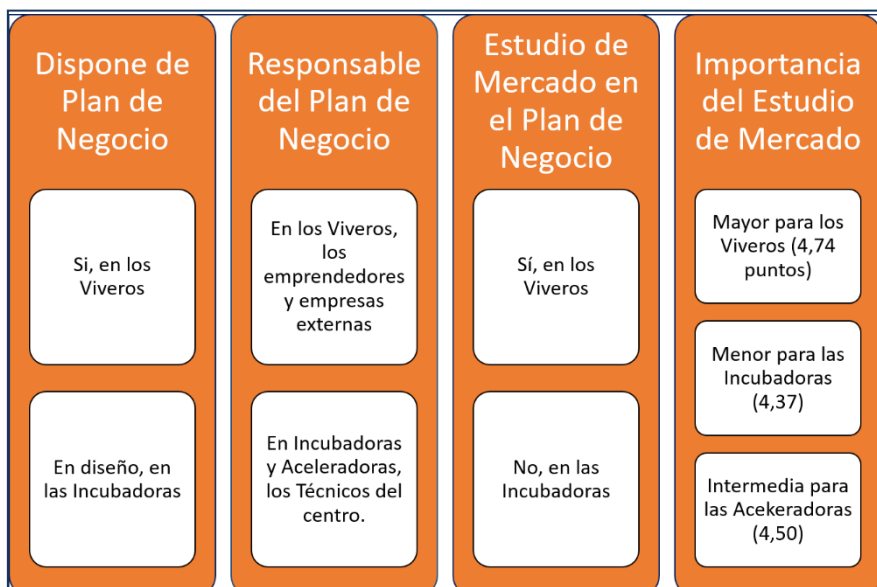 Dispone de
Plan de
Negocio
Si, en los
Viveros
En diseño, en
las Incubadoras
Responsable
del Plan de
Negocio
En los Viveros,
los
emprendedores
y empresas
externas
En Incubadoras
y Aceleradoras,
los Técnicos del
centro.
Estudio de
Mercado en
el Plan de
Negocio
Sí, en los
Viveros
No, en las
Incubadoras
Importancia
del Estudio
de Mercado
Mayor para los
Viveros (4,74
puntos)
Menor para las
Incubadoras
(4,37)
Intermedia para
las Acekeradoras
(4,50)